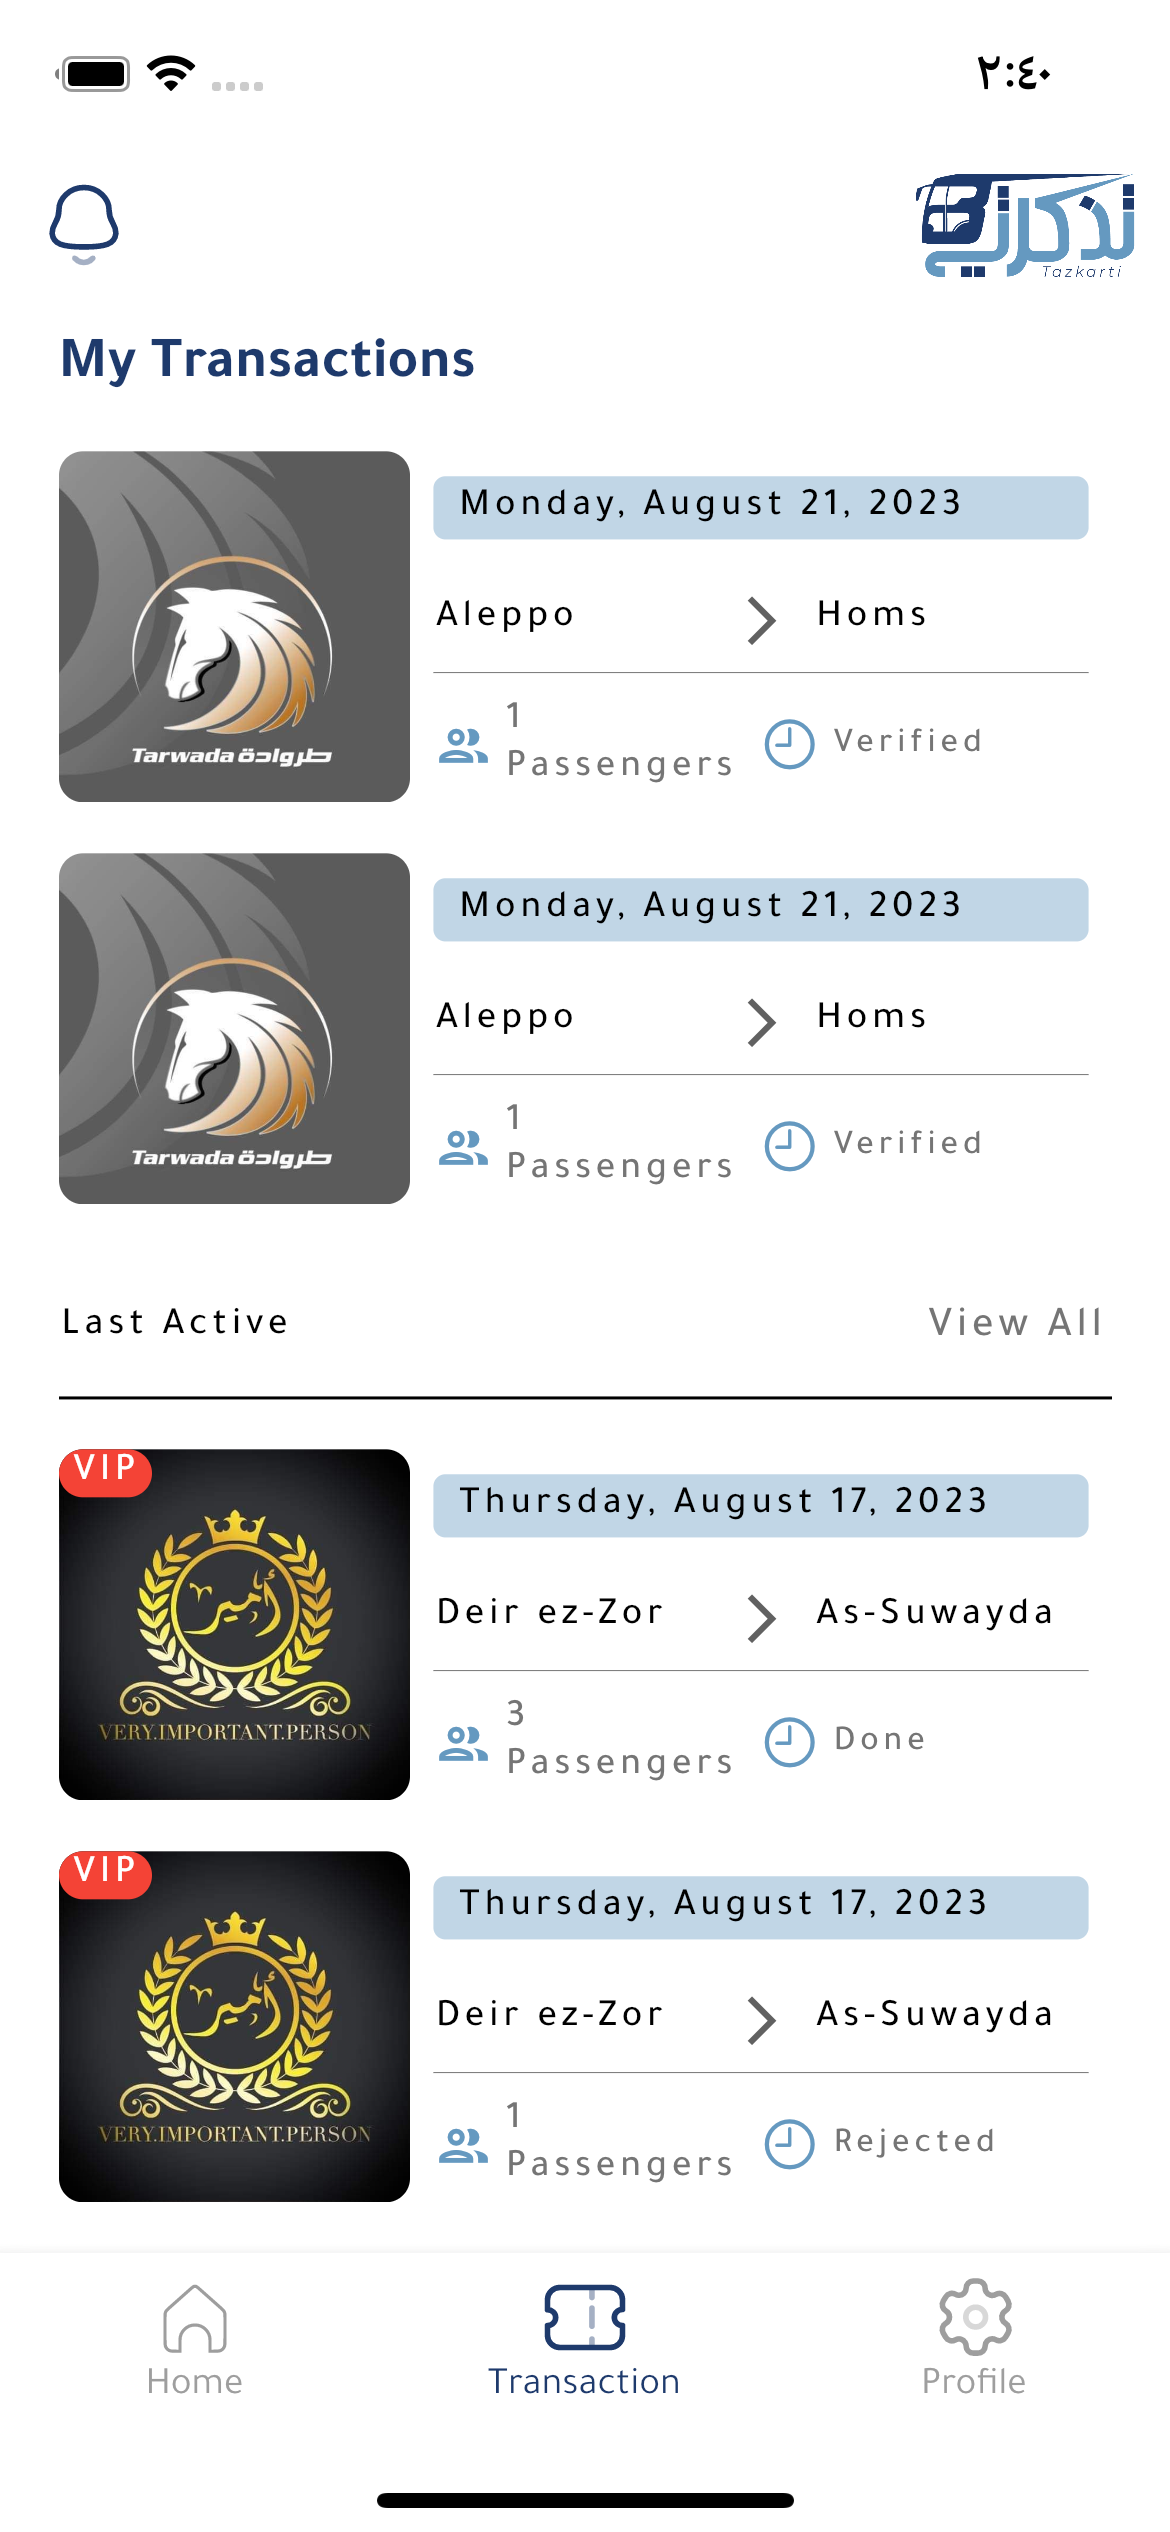 ٢:٤٠
تذكرتي
Tazkarti
My Transactions
Tarwada طروادة
Monday, August 21, 2023
Aleppo
Homs
1
Passengers
Verified
Tarwada طروادة
Monday, August 21, 2023
Aleppo
Homs
1
Passengers
Verified
Last Active
View All
VIP
أمير
VERY.IMPORTANT.PERSON
Thursday, August 17, 2023
Deir ez-Zor
As-Suwayda
3
Passengers
Done
VIP
أمير
VERY.IMPORTANT.PERSON
Thursday, August 17, 2023
Deir ez-Zor
As-Suwayda
1
Passengers
Rejected
Home
Transaction
Profile